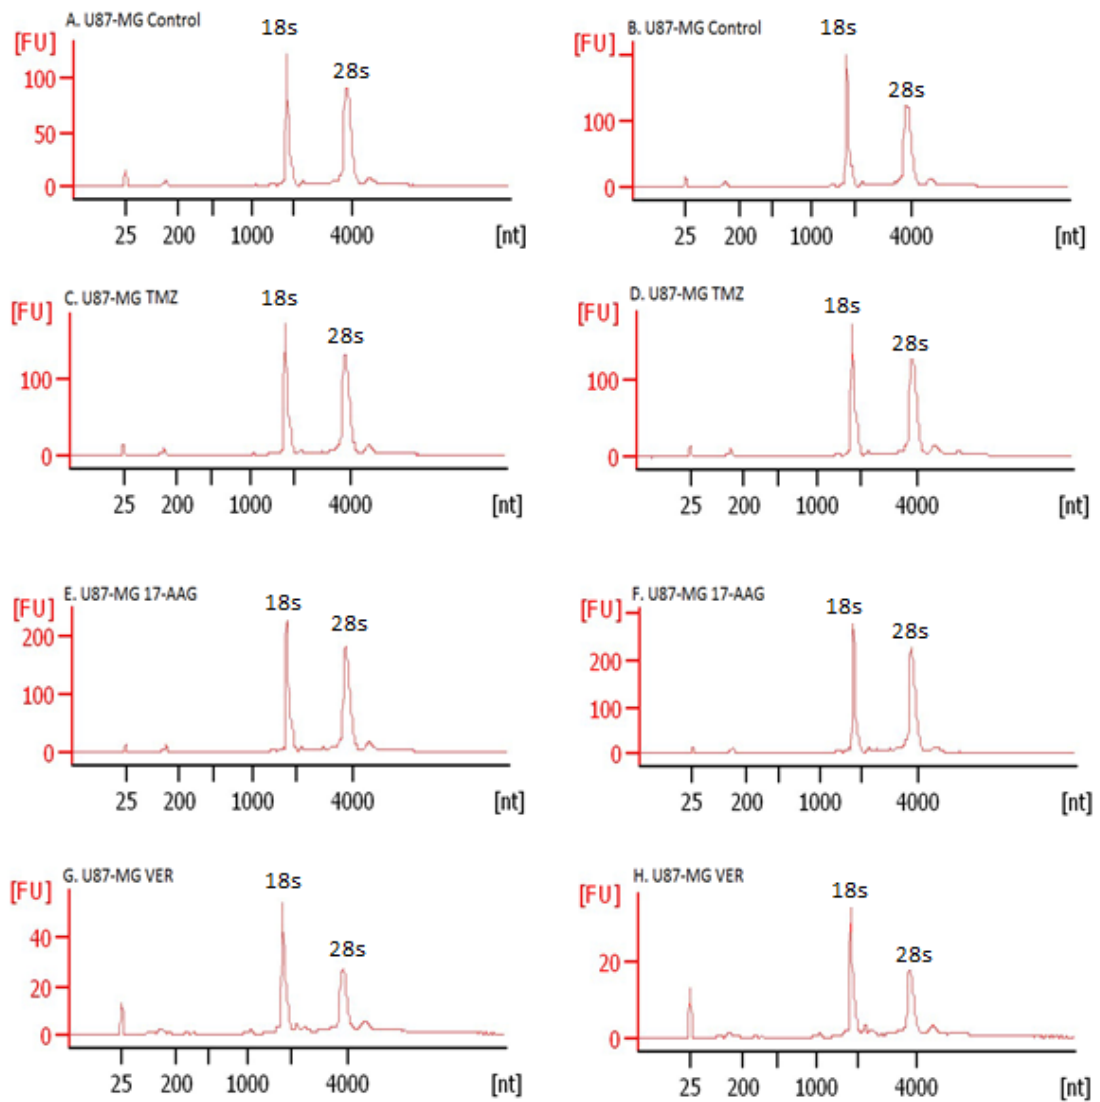 A. U87-MG Control
[FU]
18s
28s
100
50
0
25 200 1000 4000 [nt]
B. U87-MG Control
[FU]
18s
28s
100
0
25 200 1000 4000 [nt]
C. U87-MG TMZ
[FU]
18s
28s
100
0
25 200 1000 4000 [nt]
D. U87-MG TMZ
[FU]
18s
28s
100
0
25 200 1000 4000 [nt]
E. U87-MG 17-AAG
[FU]
18s
28s
200
100
0
25 200 1000 4000 [nt]
F. U87-MG 17-AAG
[FU]
18s
28s
200
100
0
25 200 1000 4000 [nt]
G. U87-MG VER
[FU]
18s
28s
40
20
0
25 200 1000 4000 [nt]
H. U87-MG VER
[FU]
18s
28s
20
0
25 200 1000 4000 [nt]